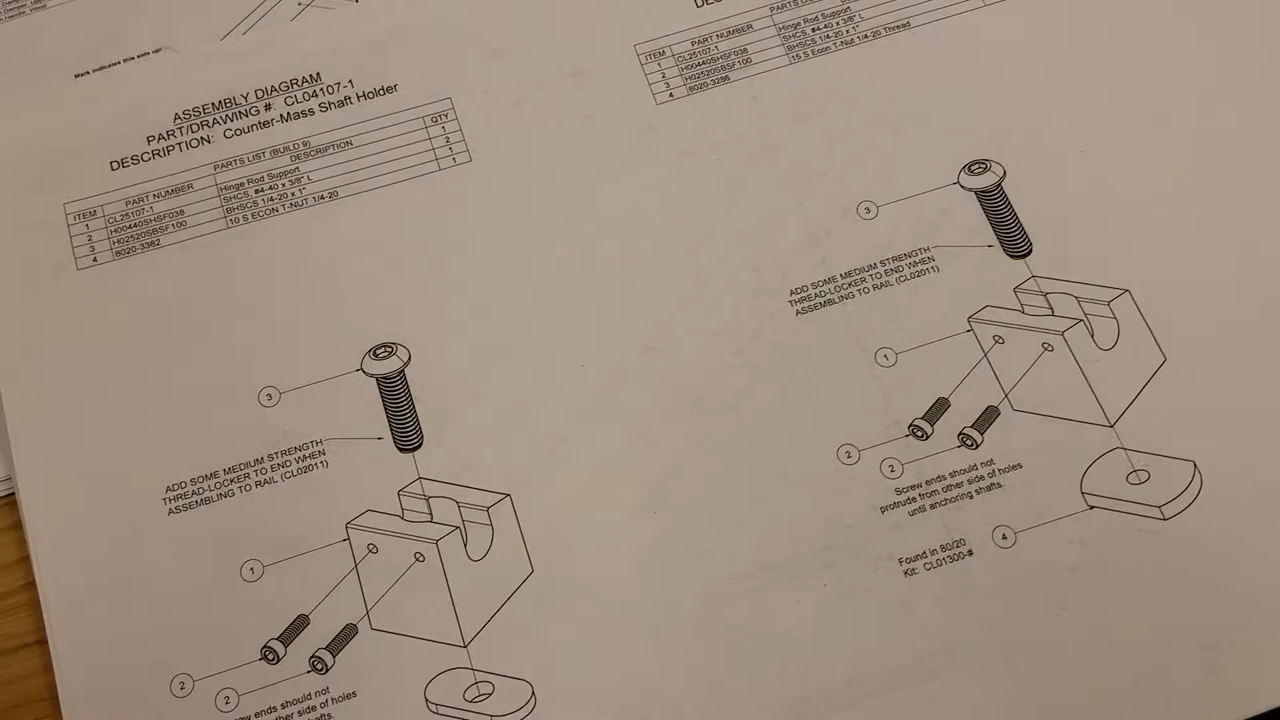 Mark indicates this side up!
ASSEMBLY DIAGRAM
PART/DRAWING #: CL04107-1
DESCRIPTION: Counter-Mass Shaft Holder
PARTS LIST (BUILD 9)
ITEM PART NUMBER DESCRIPTION QTY
1 CL25107-1 Hinge Rod Support 1
2 H00440SHSF038 SHCS, #4-40 x 3/8" L 2
3 H02520SBSF100 BHSCS 1/4-20 x 1" 1
4 8020-3382 10 S ECON T-NUT 1/4-20 1
3
ADD SOME MEDIUM STRENGTH
THREAD-LOCKER TO END WHEN
ASSEMBLING TO RAIL (CL02011)
1
2
2
ends should not
other side of holes
ITEM PART NUMBER
1 CL25107-1 Hinge Rod Support
2 H00440SHSF038 SHCS, #4-40 x 3/8" L
3 H02520SBSF100 BHSCS 1/4-20 x 1"
4 8020-3286 15 S Econ T-Nut 1/4-20 Thread
3
ADD SOME MEDIUM STRENGTH
THREAD-LOCKER TO END WHEN
ASSEMBLING TO RAIL (CL02011)
1
2
2
Screw ends should not
protrude from other side of holes
until anchoring shafts.
4
Found in 80/20
Kit: CL01300-#